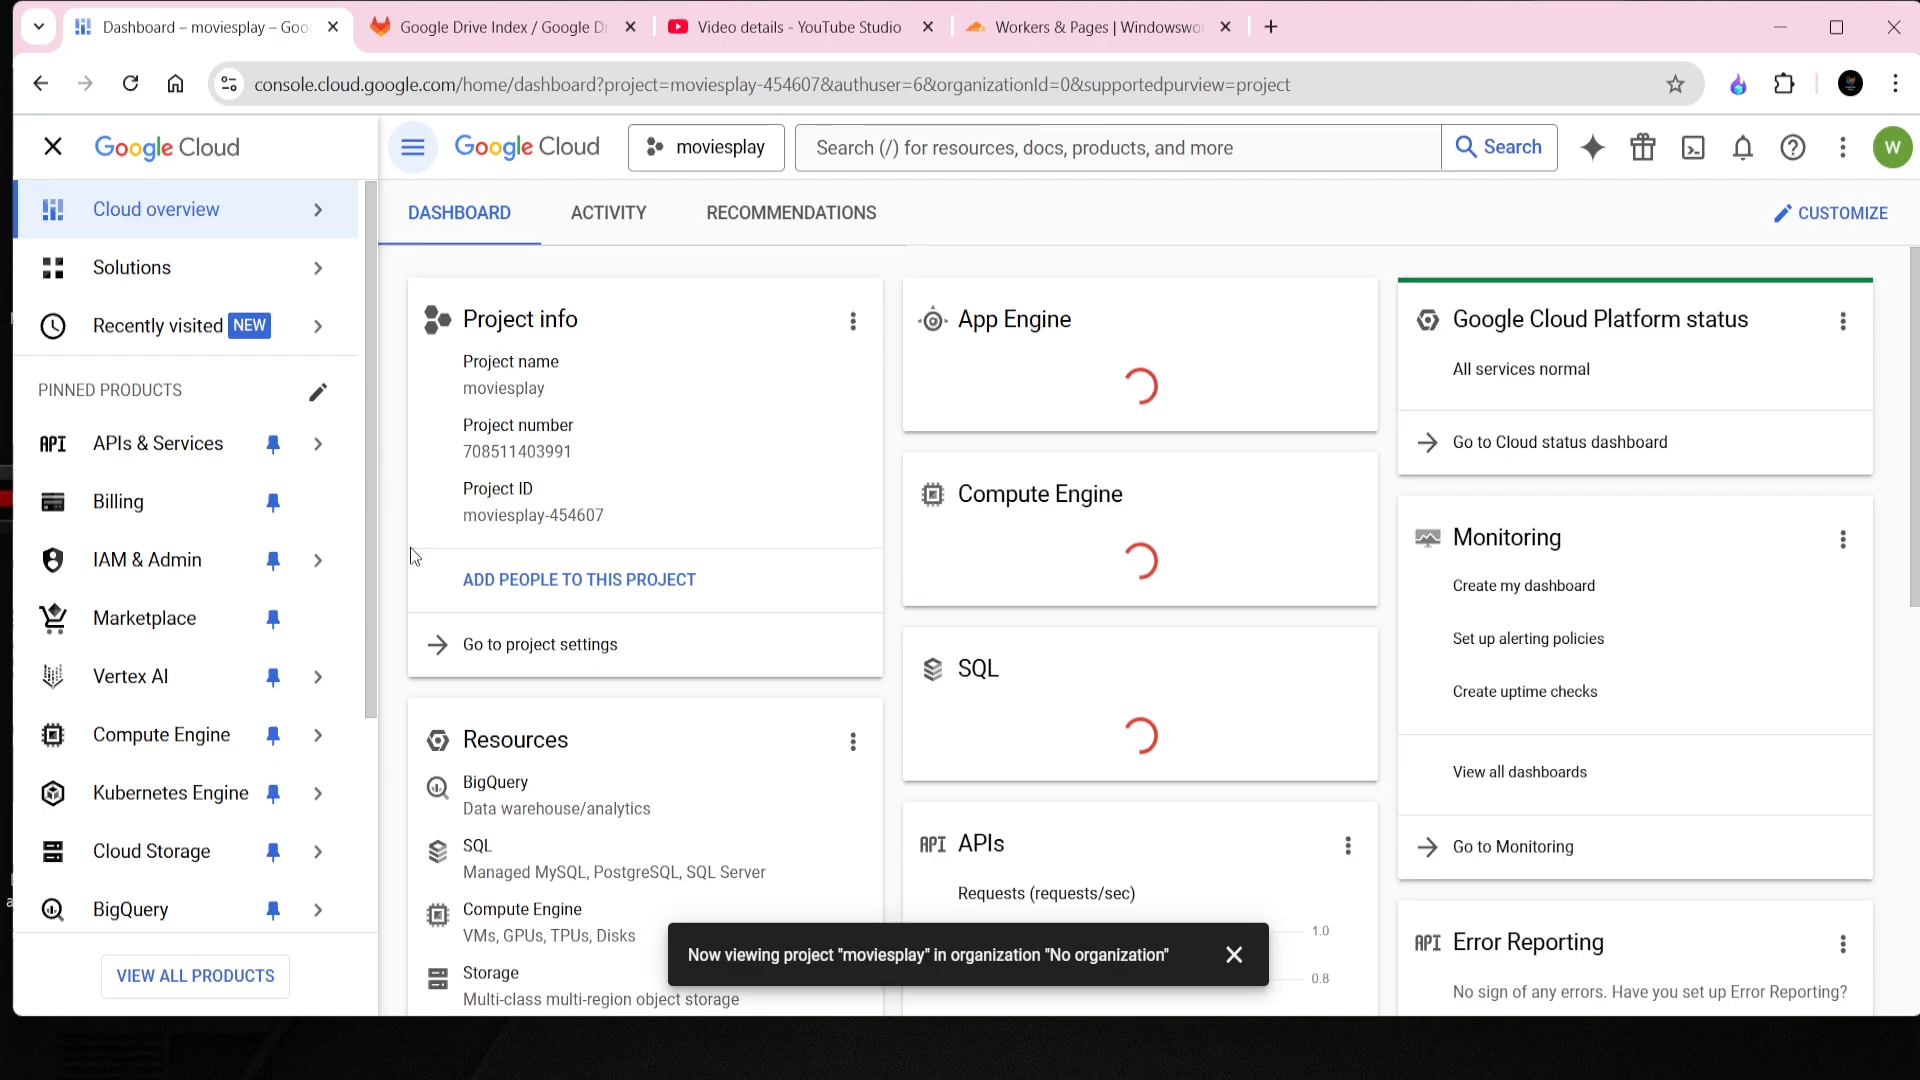 Dashboard – moviesplay – Goo
Google Drive Index / Google Dr
Video details - YouTube Studio
Workers & Pages | Windowswo
console.cloud.google.com/home/dashboard?project=moviesplay-454607&authuser=6&organizationId=0&supportedpurview=project
Google Cloud
Google Cloud
moviesplay
Search (/) for resources, docs, products, and more
Search
W
Cloud overview
Solutions
Recently visited NEW
PINNED PRODUCTS
API APIs & Services
Billing
IAM & Admin
Marketplace
Vertex AI
Compute Engine
Kubernetes Engine
Cloud Storage
BigQuery
VIEW ALL PRODUCTS
DASHBOARD
ACTIVITY
RECOMMENDATIONS
CUSTOMIZE
Project info
Project name
moviesplay
Project number
708511403991
Project ID
moviesplay-454607
ADD PEOPLE TO THIS PROJECT
Go to project settings
Resources
BigQuery
Data warehouse/analytics
SQL
Managed MySQL, PostgreSQL, SQL Server
Compute Engine
VMs, GPUs, TPUs, Disks
Storage
Multi-class multi-region object storage
App Engine
Compute Engine
SQL
API APIs
Requests (requests/sec)
1.0
0.8
Now viewing project "moviesplay" in organization "No organization"
Google Cloud Platform status
All services normal
Go to Cloud status dashboard
Monitoring
Create my dashboard
Set up alerting policies
Create uptime checks
View all dashboards
Go to Monitoring
API Error Reporting
No sign of any errors. Have you set up Error Reporting?